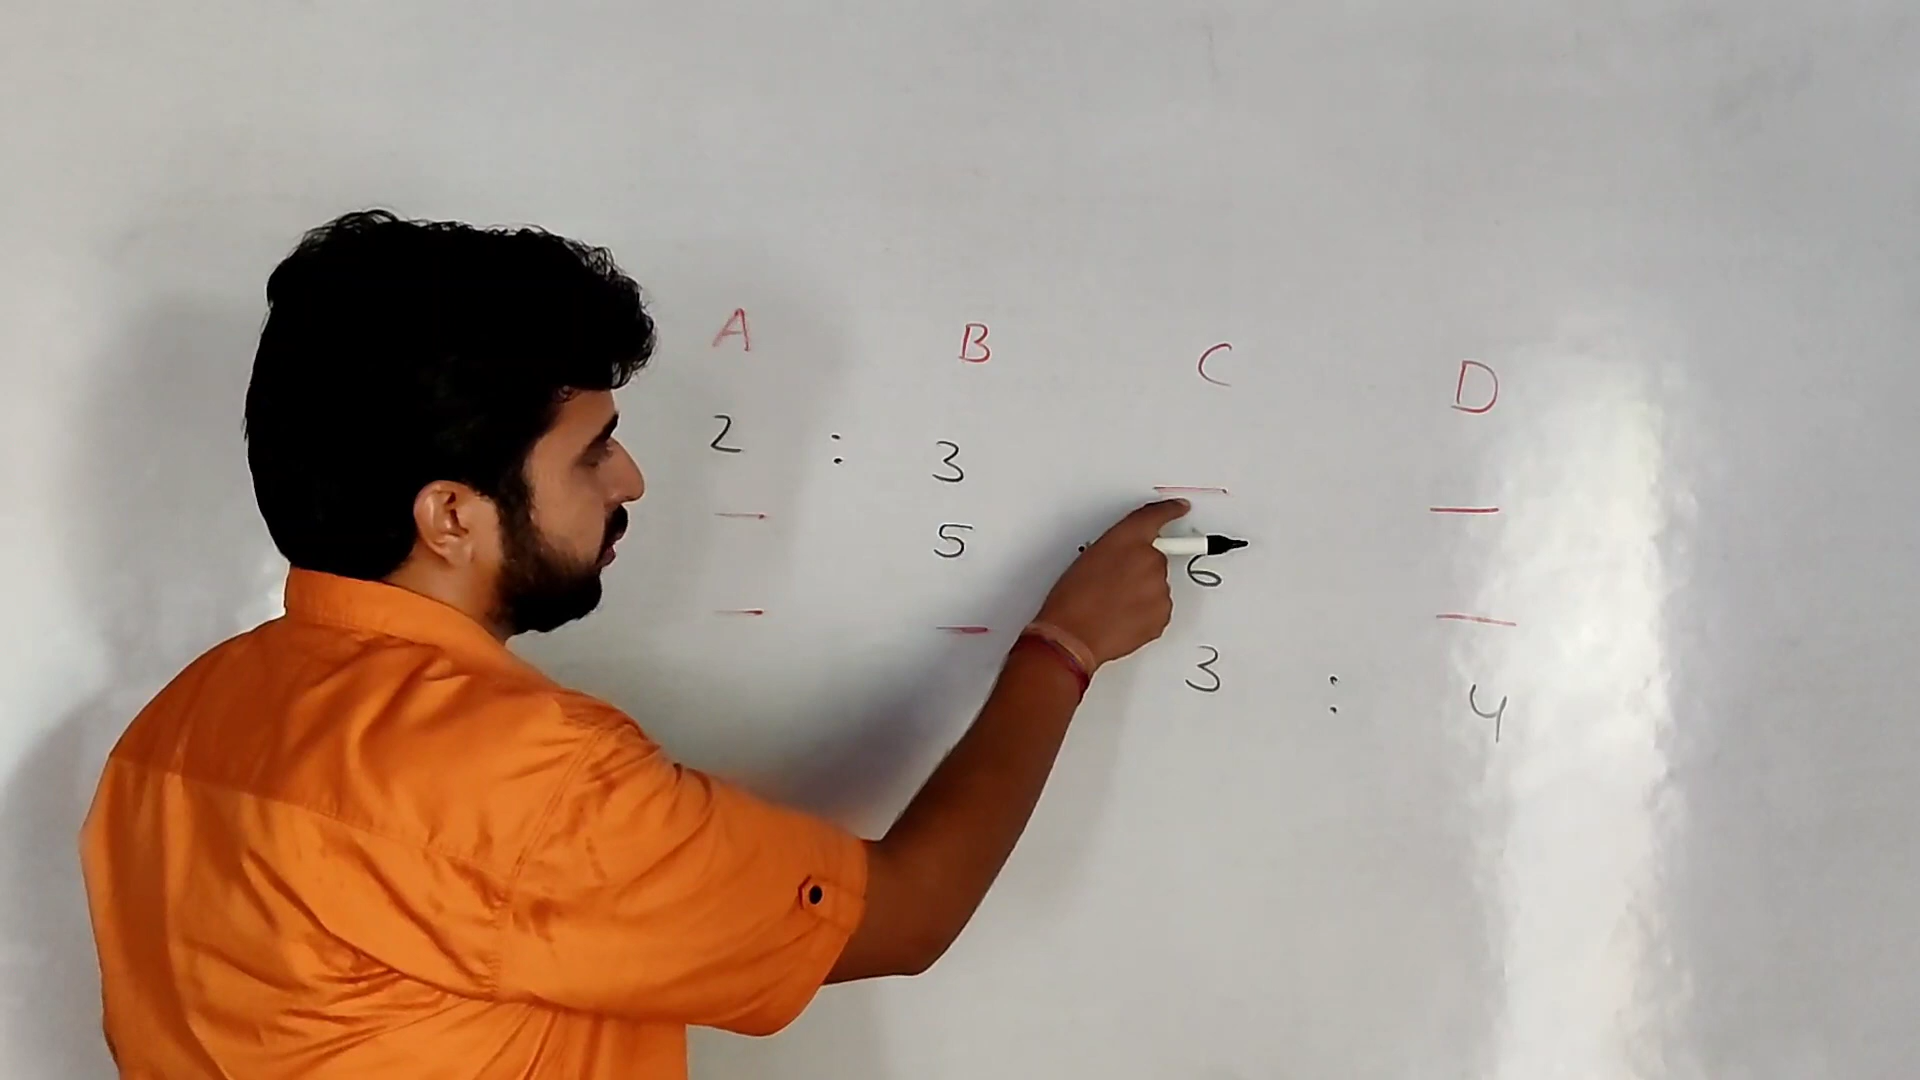 A B C D
2 : 3 — —
— 5 : 6 —
— — 3 : 4